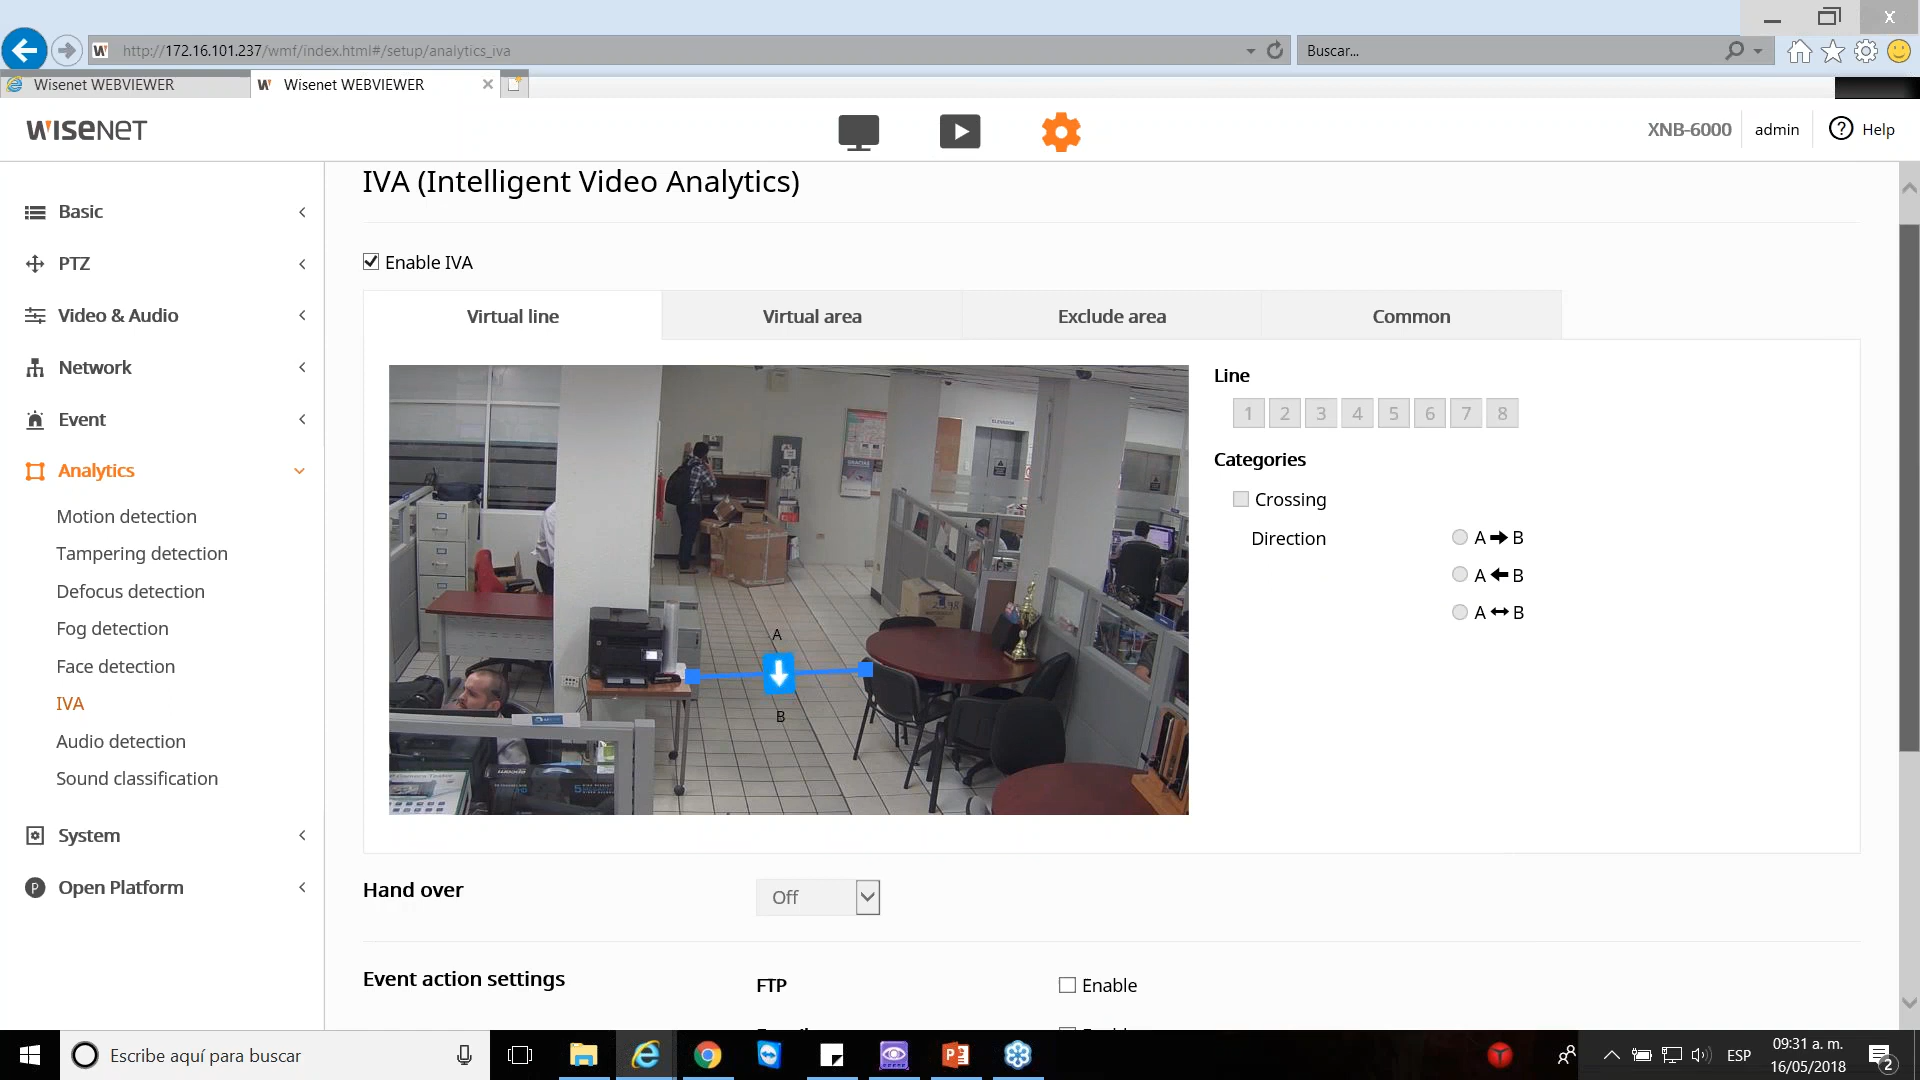 http://172.16.101.237/wmf/index.html#/setup/analytics_iva
Buscar...
Wisenet WEBVIEWER
Wisenet WEBVIEWER
WISENET
XNB-6000
admin
Help
IVA (Intelligent Video Analytics)
Basic
PTZ
Video & Audio
Network
Event
Analytics
Motion detection
Tampering detection
Defocus detection
Fog detection
Face detection
IVA
Audio detection
Sound classification
System
Open Platform
Enable IVA
Virtual line
Virtual area
Exclude area
Common
GRACIAS
A
B
Line
1 2 3 4 5 6 7 8
Categories
Crossing
Direction
A B
A B
A B
Hand over
Off
Event action settings
FTP
Enable
Escribe aquí para buscar
ESP
09:31 a. m.
16/05/2018
2